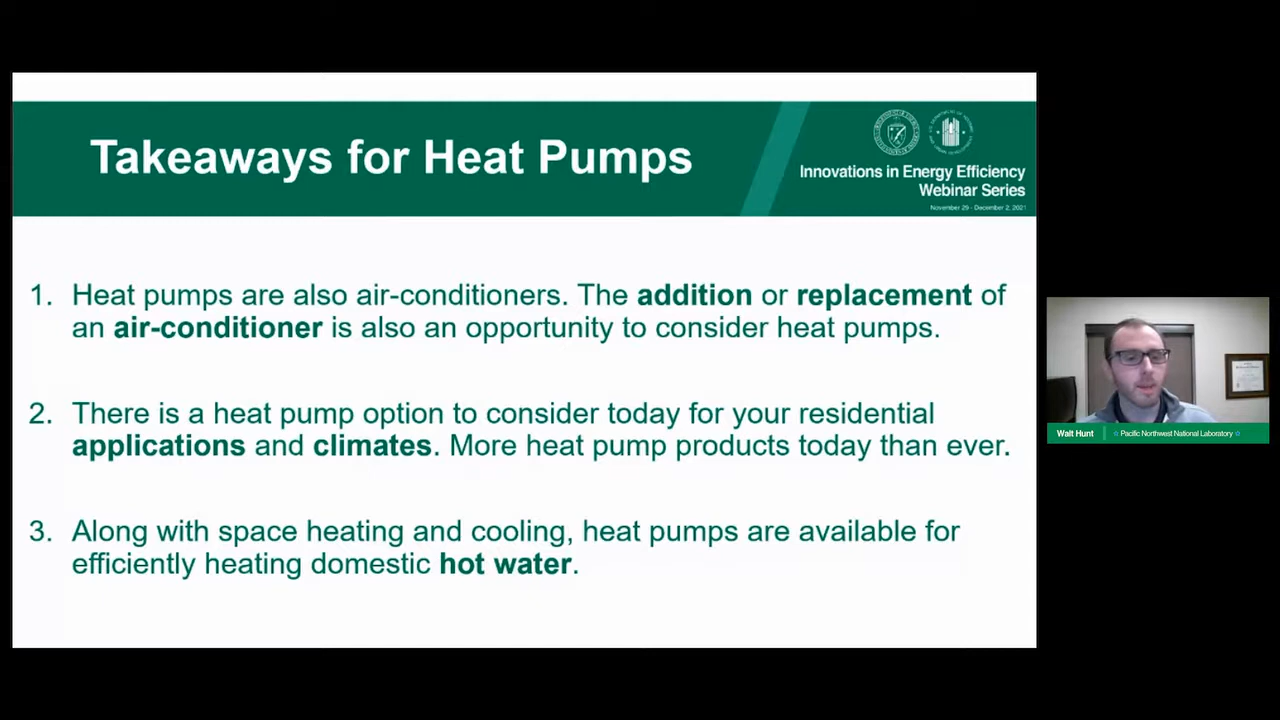 Takeaways for Heat Pumps
Innovations in Energy Efficiency
Webinar Series
November 29 - December 2, 2021
1. Heat pumps are also air-conditioners. The addition or replacement of
an air-conditioner is also an opportunity to consider heat pumps.
2. There is a heat pump option to consider today for your residential
applications and climates. More heat pump products today than ever.
3. Along with space heating and cooling, heat pumps are available for
efficiently heating domestic hot water.
Walt Hunt
Pacific Northwest National Laboratory